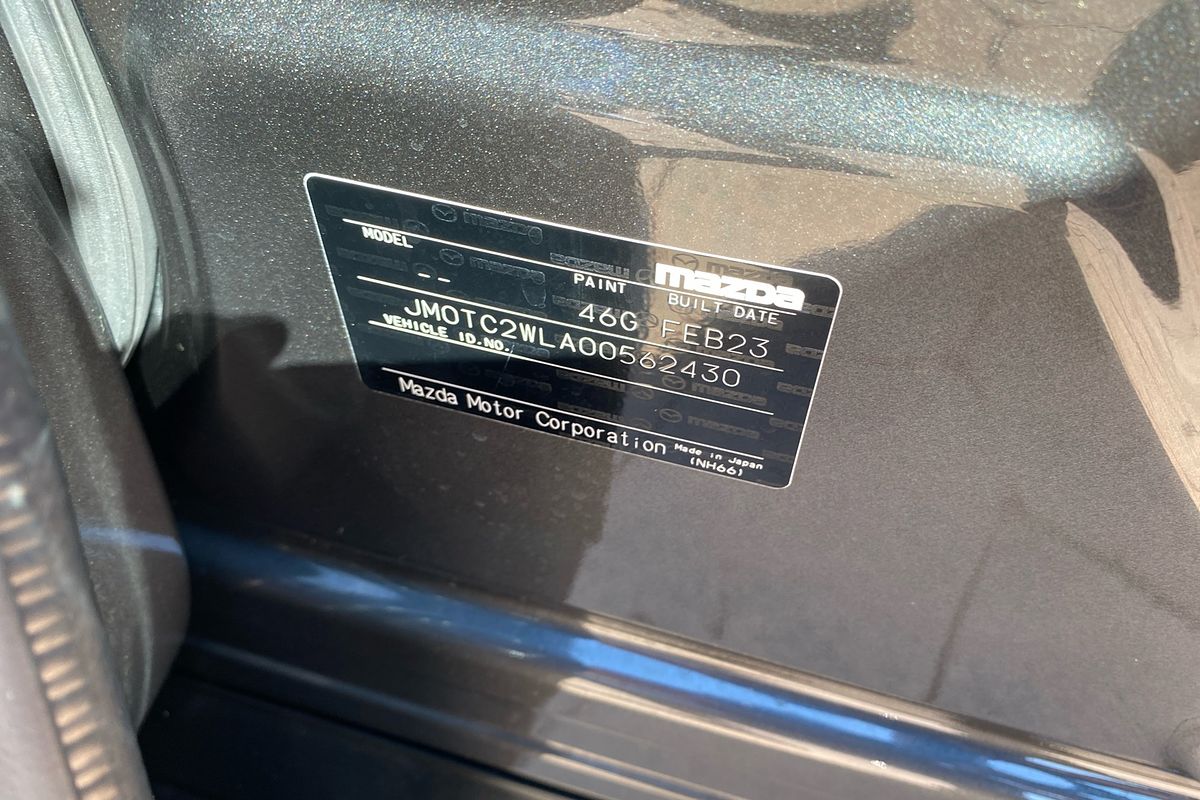 mazda
MODEL PAINT BUILT DATE
-- 46G FEB23
JM0TC2WLA00562430
VEHICLE ID.NO.
Mazda Motor Corporation Made in Japan
(NH66)